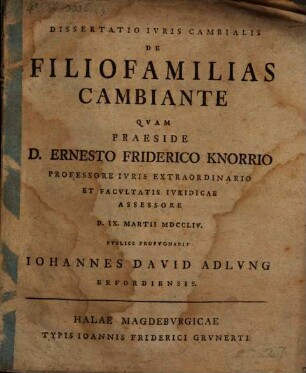 DISSERTATIO IVRIS CAMBIALIS
DE
FILIOFAMILIAS
CAMBIANTE
QVAM
PRAESIDE
D. ERNESTO FRIDERICO KNORRIO
PROFESSORE IVRIS EXTRAORDINARIO
ET FACVLTATIS IVRIDICAE
ASSESSORE
D. IX. MARTII MDCCLIV.
PVBLICE PROPVGNABIT
IOHANNES DAVID ADLVNG
ERFORDIENSIS.
HALAE MAGDEBVRGICAE
TYPIS IOANNIS FRIDERICI GRVNERTI.